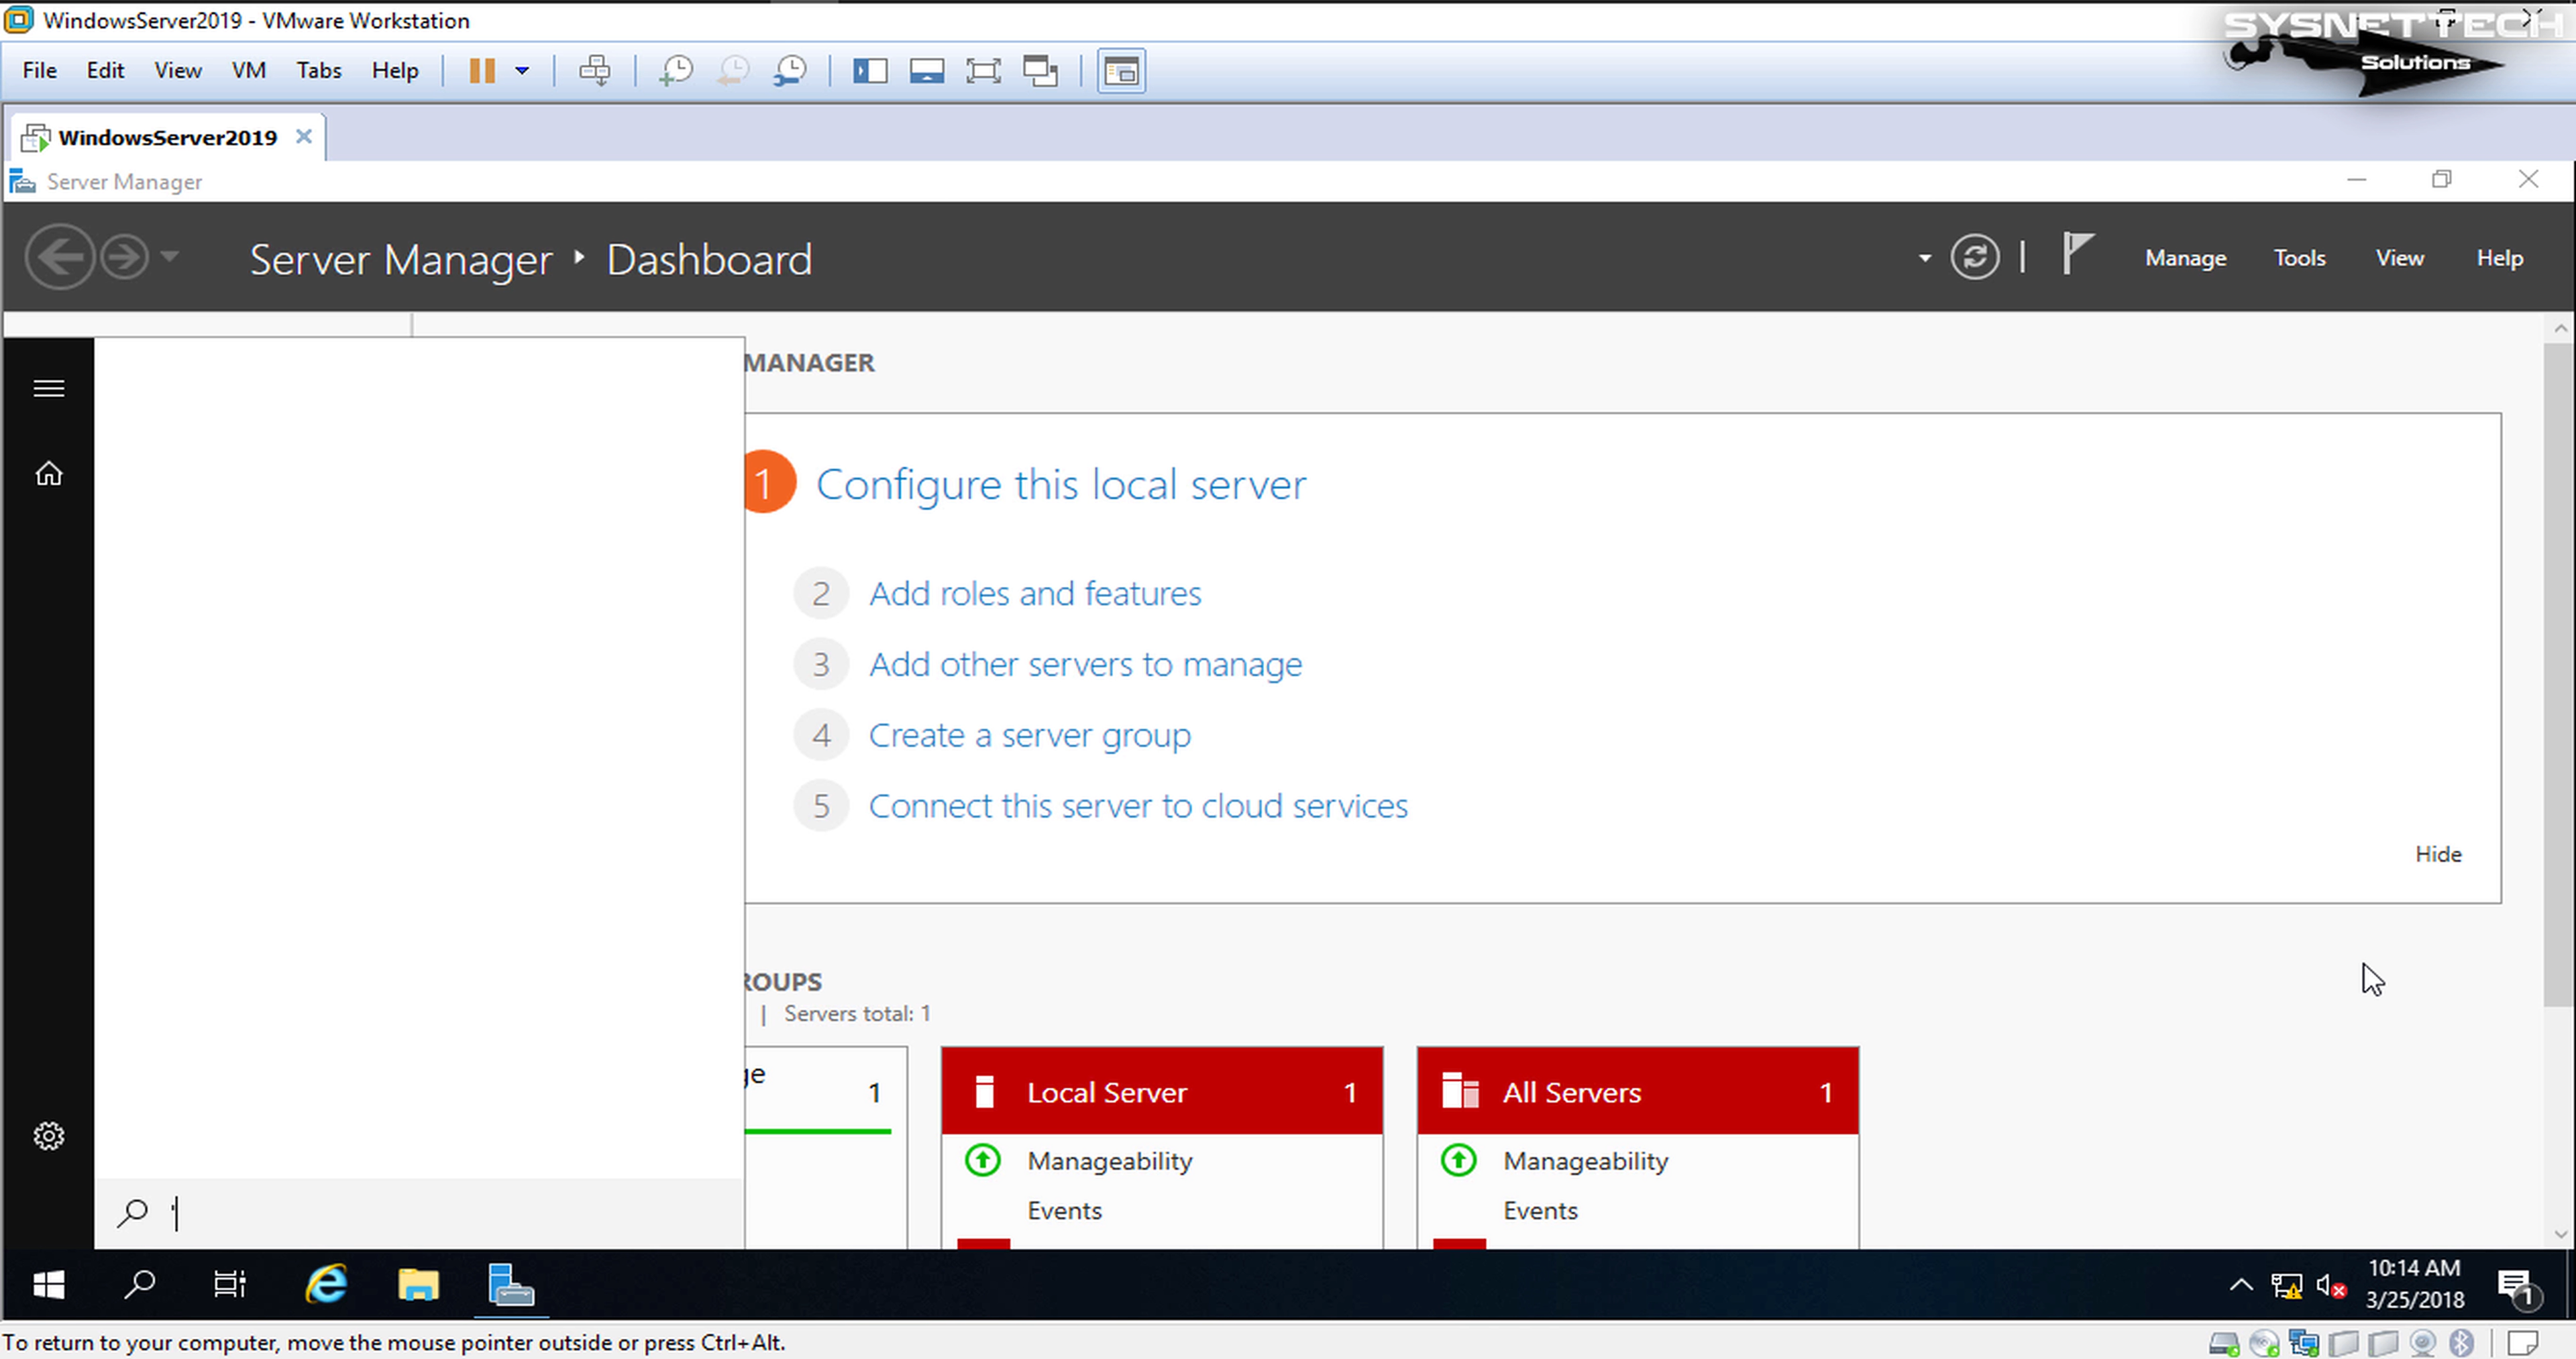 WindowsServer2019 - VMware Workstation
SYSNETTECH
Solutions
File Edit View VM Tabs Help
WindowsServer2019
Server Manager
Server Manager Dashboard
Manage Tools View Help
MANAGER
1 Configure this local server
2 Add roles and features
3 Add other servers to manage
4 Create a server group
5 Connect this server to cloud services
Hide
ROUPS
| Servers total: 1
ge 1
Local Server 1
All Servers 1
Manageability
Manageability
Events
Events
10:14 AM
3/25/2018
1
To return to your computer, move the mouse pointer outside or press Ctrl+Alt.